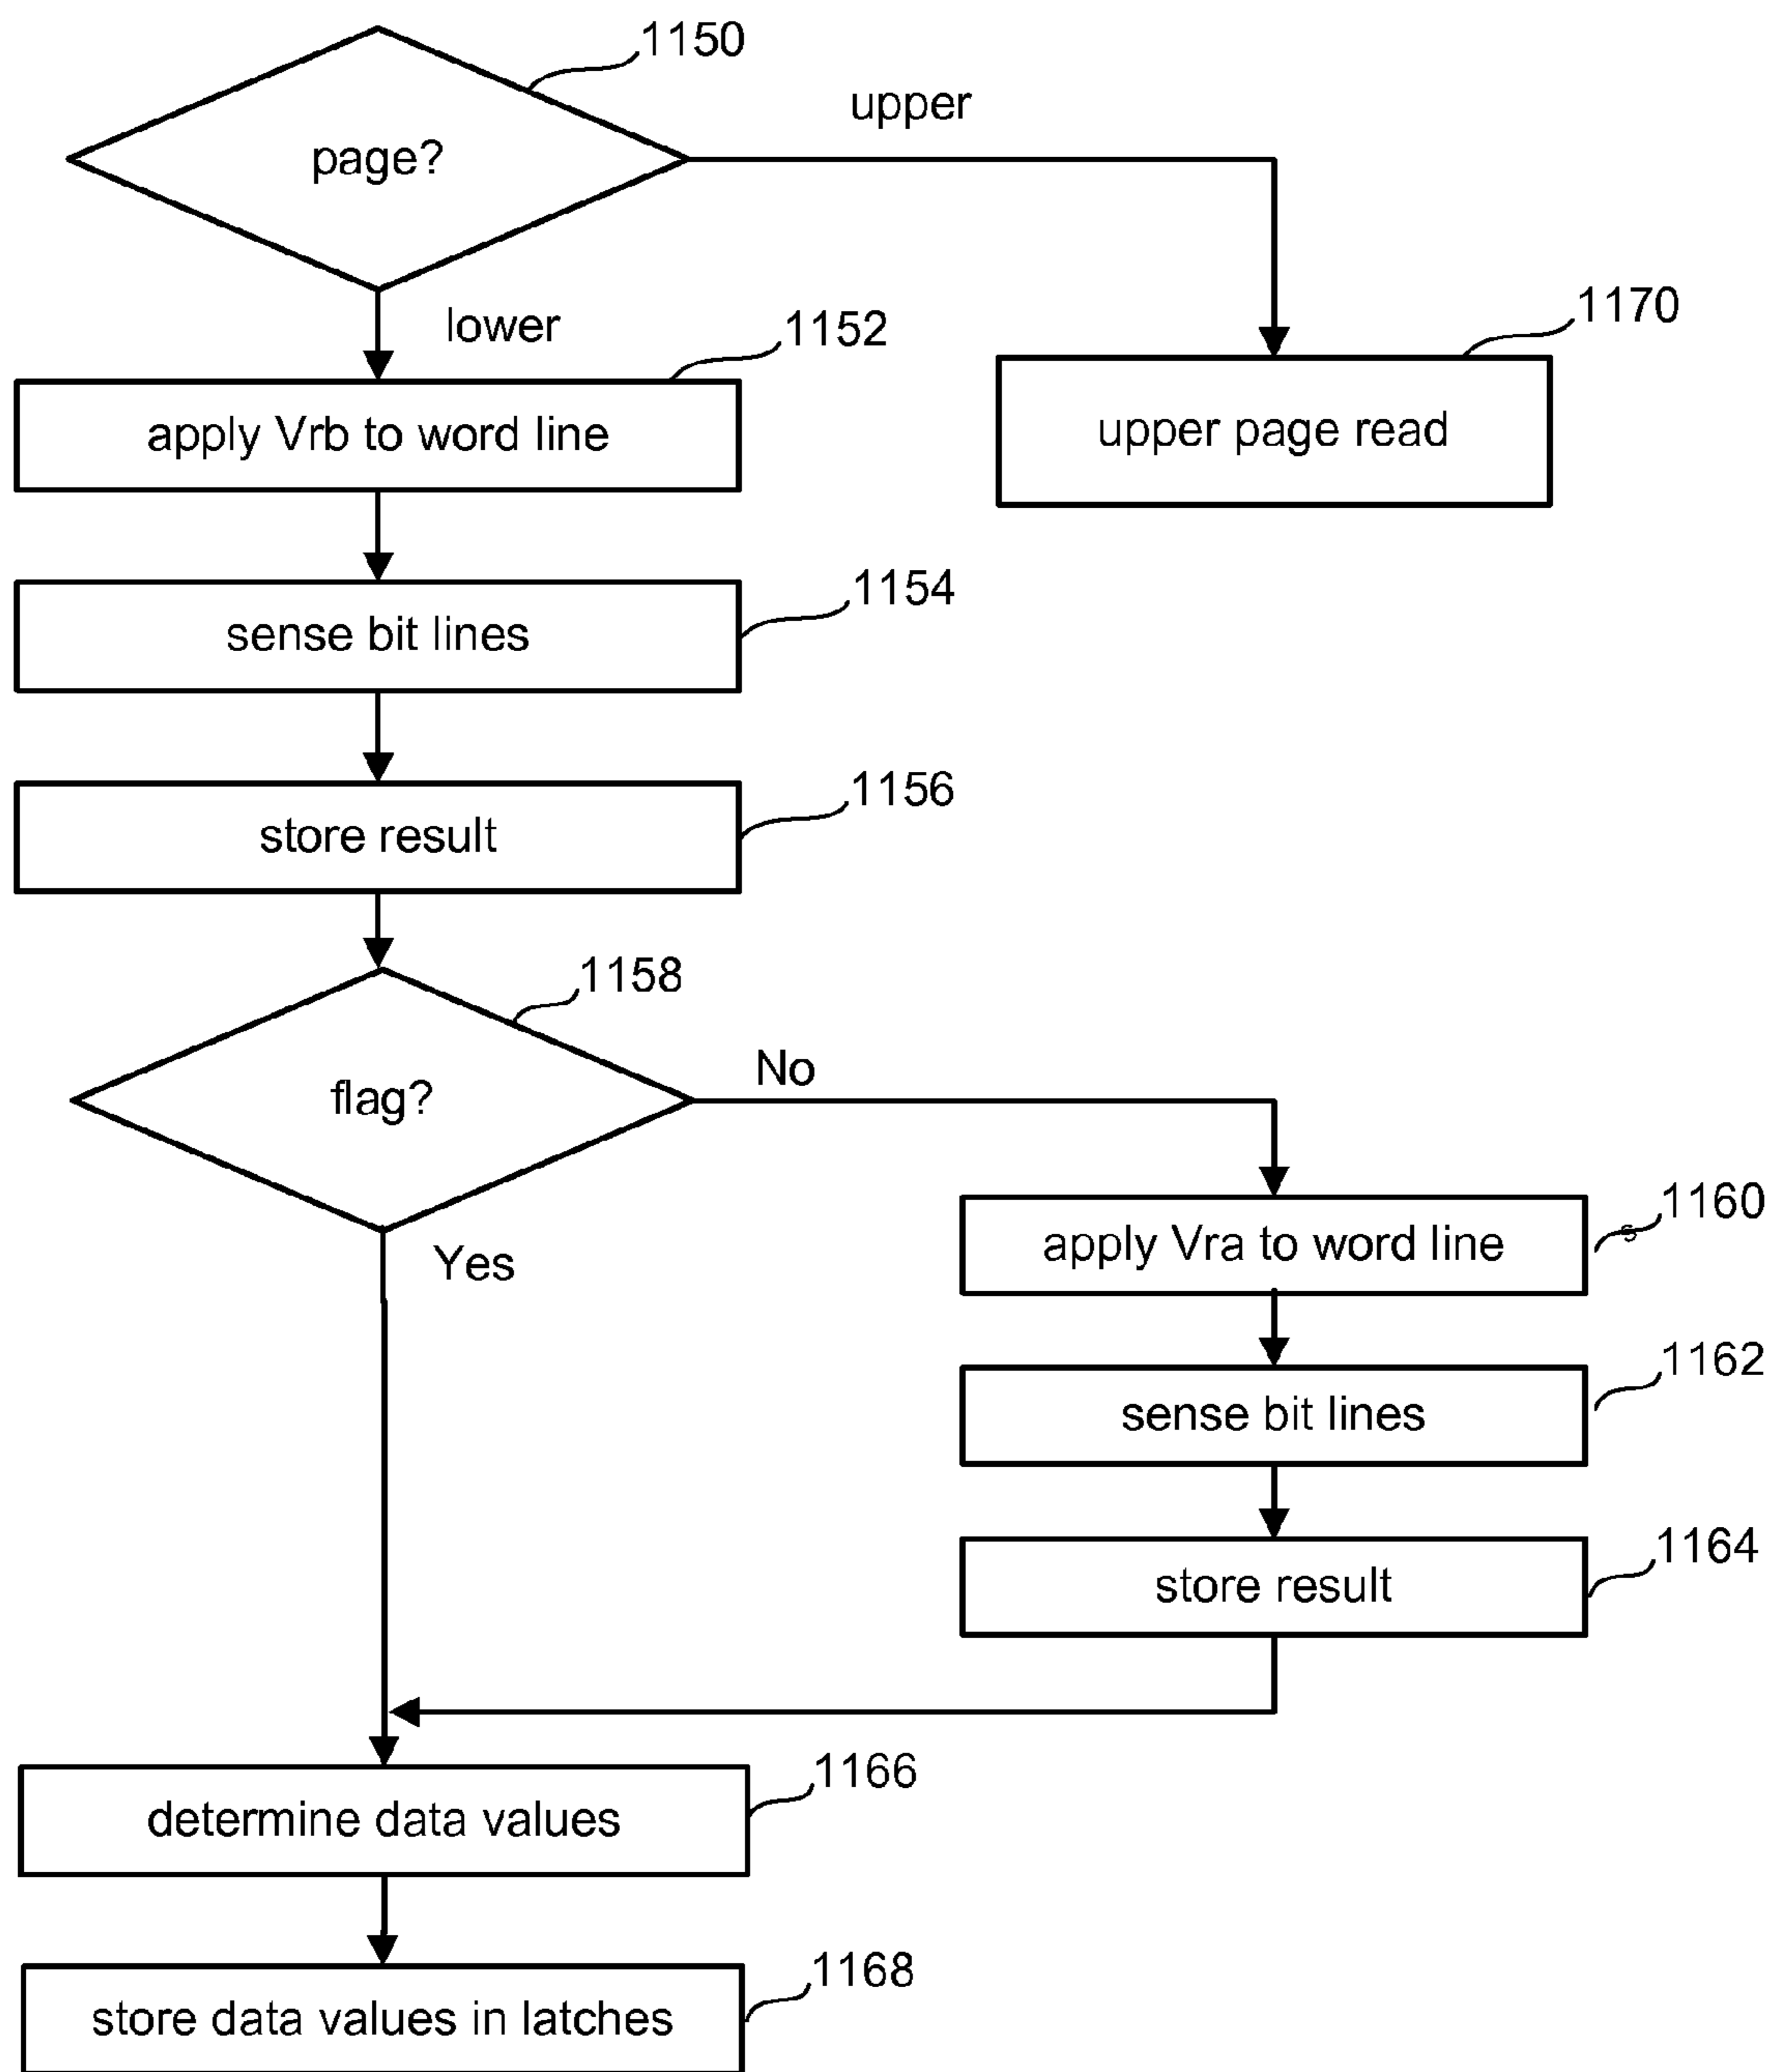 1150
page?
upper
lower
1152
1170
apply Vrb to word line
upper page read
1154
sense bit lines
1156
store result
1158
flag?
No
Yes
1160
s
apply Vra to word line
1162
sense bit lines
1164
store result
1166
determine data values
1168
store data values in latches